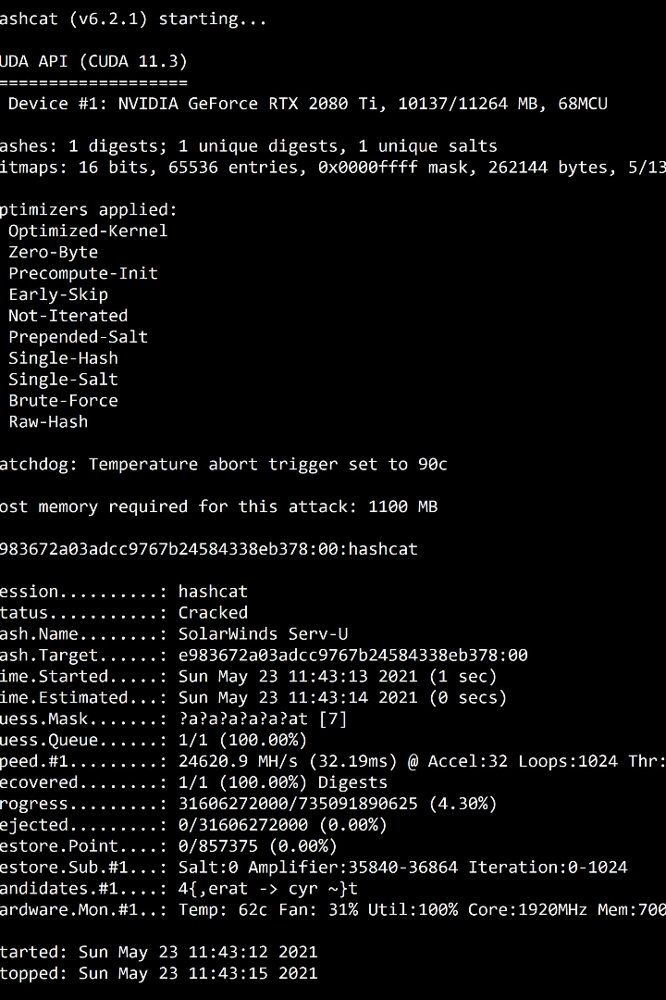 ashcat (v6.2.1) starting...
UDA API (CUDA 11.3)
====================
Device #1: NVIDIA GeForce RTX 2080 Ti, 10137/11264 MB, 68MCU
ashes: 1 digests; 1 unique digests, 1 unique salts
itmaps: 16 bits, 65536 entries, 0x0000ffff mask, 262144 bytes, 5/13
ptimizers applied:
Optimized-Kernel
Zero-Byte
Precompute-Init
Early-Skip
Not-Iterated
Prepended-Salt
Single-Hash
Single-Salt
Brute-Force
Raw-Hash
atchdog: Temperature abort trigger set to 90c
ost memory required for this attack: 1100 MB
983672a03adcc9767b24584338eb378:00:hashcat
ession..........: hashcat
tatus...........: Cracked
ash.Name........: SolarWinds Serv-U
ash.Target......: e983672a03adcc9767b24584338eb378:00
ime.Started.....: Sun May 23 11:43:13 2021 (1 sec)
ime.Estimated...: Sun May 23 11:43:14 2021 (0 secs)
uess.Mask.......: ?a?a?a?a?a?at [7]
uess.Queue......: 1/1 (100.00%)
peed.#1.........: 24620.9 MH/s (32.19ms) @ Accel:32 Loops:1024 Thr:
ecovered........: 1/1 (100.00%) Digests
rogress.........: 31606272000/735091890625 (4.30%)
ejected.........: 0/31606272000 (0.00%)
estore.Point....: 0/857375 (0.00%)
estore.Sub.#1...: Salt:0 Amplifier:35840-36864 Iteration:0-1024
andidates.#1....: 4{,erat -> cyr ~}t
ardware.Mon.#1..: Temp: 62c Fan: 31% Util:100% Core:1920MHz Mem:700
tarted: Sun May 23 11:43:12 2021
topped: Sun May 23 11:43:15 2021